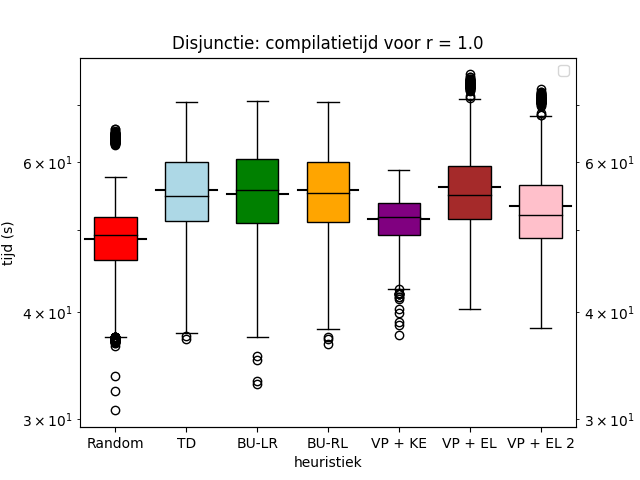 Disjunctie: compilatietijd voor r = 1.0
tijd (s)
6 × 10¹
4 × 10¹
3 × 10¹
6 × 10¹
4 × 10¹
3 × 10¹
Random TD BU-LR BU-RL VP + KE VP + EL VP + EL 2
heuristiek